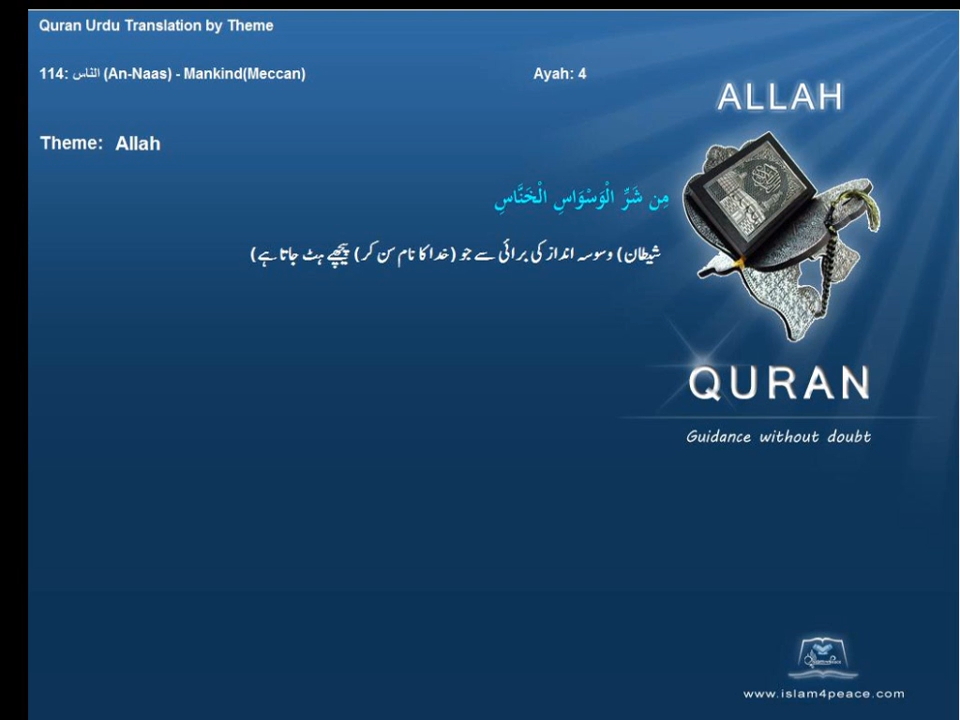 Quran Urdu Translation by Theme
114: الناس (An-Naas) - Mankind(Meccan) Ayah: 4
ALLAH
Theme: Allah
مِن شَرِّ الْوَسْوَاسِ الْخَنَّاسِ
شیطان) وسوسہ انداز کی برائی سے جو (خدا کا نام سن کر) پیچھے ہٹ جاتا ہے)
QURAN
Guidance without doubt
www.islam4peace.com